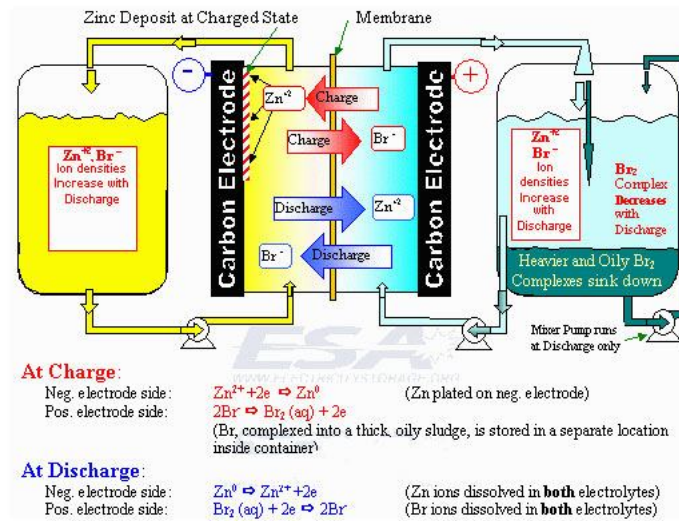 Zinc Deposit at Charged State
Membrane
-
+
Carbon Electrode
Carbon Electrode
Zn+2
Charge
Charge
Br -
Discharge
Zn+2
Br -
Discharge
Zn+2, Br -
Ion densities
Increase with
Discharge
Zn+2
Br -
Ion
densities
Increase
with
Discharge
Br2
Complex
Decreases
with
Discharge
Heavier and Oily Br2
Complexes sink down
Mixer Pump runs
at Discharge only
ESA
WWW.ELECTRICITYSTORAGE.ORG
At Charge:
Neg. electrode side: Zn2+ +2e ⇨ Zn0 (Zn plated on neg. electrode)
Pos. electrode side: 2Br- ⇨ Br2 (aq) + 2e
(Br, complexed into a thick, oily sludge, is stored in a separate location
inside container)
At Discharge:
Neg. electrode side: Zn0 ⇨ Zn2+ +2e (Zn ions dissolved in both electrolytes)
Pos. electrode side: Br2 (aq) + 2e ⇨ 2Br- (Br ions dissolved in both electrolytes)